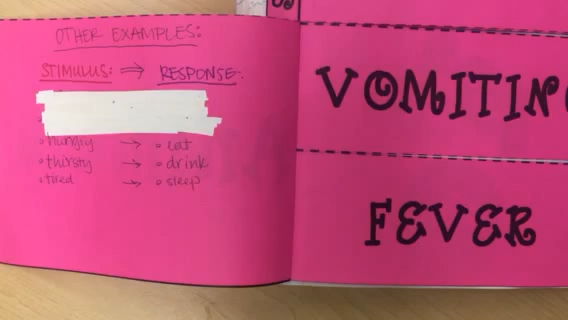 OTHER EXAMPLES:
STIMULUS: ⇒ RESPONSE:
• hungry → • eat
• thirsty → • drink
• tired → • sleep
VOMITIN
FEVER